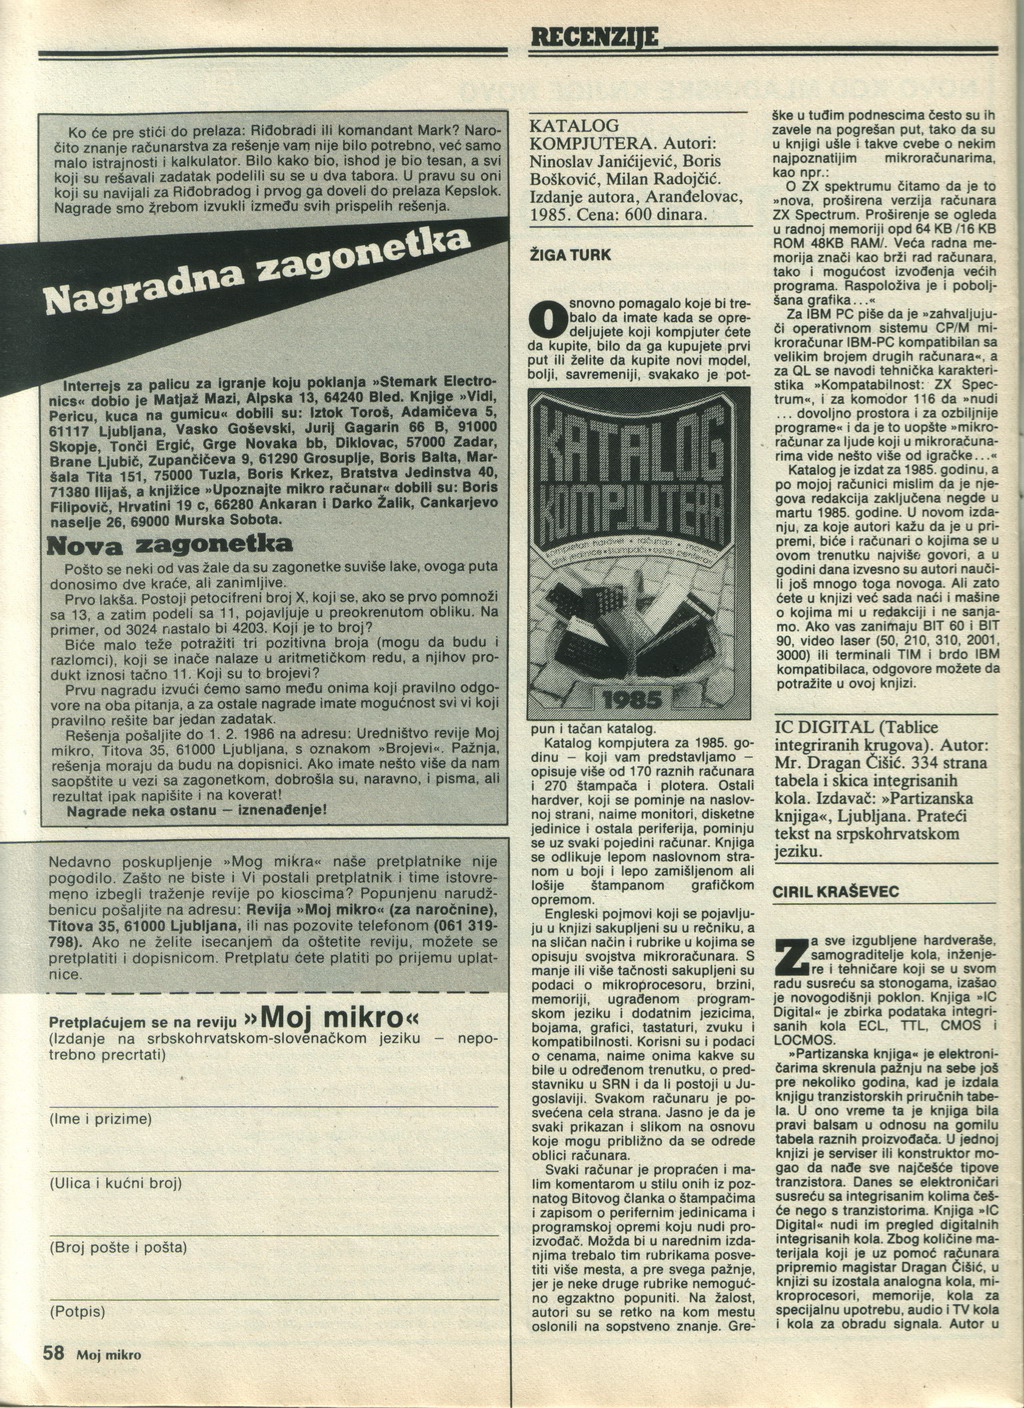 RECENZIJE
Ko će pre stići do prelaza: Riđobradi ili komandant Mark? Naro-
čito znanje računarstva za rešenje vam nije bilo potrebno, već samo
malo istrajnosti i kalkulator. Bilo kako bio, ishod je bio tesan, a svi
koji su rešavali zadatak podelili su se u dva tabora. U pravu su oni
koji su navijali za Riđobradog i prvog ga doveli do prelaza Kepslok.
Nagrade smo žrebom izvukli između svih prispelih rešenja.
Nagradna zagonetka
Interfejs za palicu za igranje koju poklanja »Stemark Electro-
nics« dobio je Matjaž Mazi, Alpska 13, 64240 Bled. Knjige »Vidi,
Pericu, kuca na gumicu« dobili su: Iztok Toroš, Adamičeva 5,
61117 Ljubljana, Vasko Goševski, Jurij Gagarin 66 B, 91000
Skopje, Tonči Ergić, Grge Novaka bb, Diklovac, 57000 Zadar,
Brane Ljubič, Zupančičeva 9, 61290 Grosuplje, Boris Balta, Mar-
šala Tita 151, 75000 Tuzla, Boris Krkez, Bratstva Jedinstva 40,
71380 Ilijaš, a knjižice »Upoznajte mikro računar« dobili su: Boris
Filipovič, Hrvatini 19 c, 66280 Ankaran i Darko Žalik, Cankarjevo
naselje 26, 69000 Murska Sobota.
Nova zagonetka
Pošto se neki od vas žale da su zagonetke suviše lake, ovoga puta
donosimo dve kraće, ali zanimljive.
Prvo lakša. Postoji petocifreni broj X, koji se, ako se prvo pomnoži
sa 13, a zatim podeli sa 11, pojavljuje u preokrenutom obliku. Na
primer, od 3024 nastalo bi 4203. Koji je to broj?
Biće malo teže potražiti tri pozitivna broja (mogu da budu i
razlomci), koji se inače nalaze u aritmetičkom redu, a njihov pro-
dukt iznosi tačno 11. Koji su to brojevi?
Prvu nagradu izvući ćemo samo među onima koji pravilno odgo-
vore na oba pitanja, a za ostale nagrade imate mogućnost svi vi koji
pravilno rešite bar jedan zadatak.
Rešenja pošaljite do 1. 2. 1986 na adresu: Uredništvo revije Moj
mikro, Titova 35, 61000 Ljubljana, s oznakom »Brojevi«. Pažnja,
rešenja moraju da budu na dopisnici. Ako imate nešto više da nam
saopštite u vezi sa zagonetkom, dobrošla su, naravno, i pisma, ali
rezultat ipak napišite i na koverat!
Nagrade neka ostanu – iznenađenje!
Nedavno poskupljenje »Mog mikra« naše pretplatnike nije
pogodilo. Zašto ne biste i Vi postali pretplatnik i time istovre-
meno izbegli traženje revije po kioscima? Popunjenu narudž-
benicu pošaljite na adresu: Revija »Moj mikro« (za naročnine),
Titova 35, 61000 Ljubljana, ili nas pozovite telefonom (061 319-
798). Ako ne želite isecanjem da oštetite reviju, možete se
pretplatiti i dopisnicom. Pretplatu ćete platiti po prijemu uplat-
nice.
Pretplaćujem se na reviju »Moj mikro«
(Izdanje na srbskohrvatskom-slovenačkom jeziku – nepo-
trebno precrtati)
(Ime i prizime)
(Ulica i kućni broj)
(Broj pošte i pošta)
(Potpis)
58 Moj mikro
KATALOG
KOMPJUTERA. Autori:
Ninoslav Janićijević, Boris
Bošković, Milan Radojčić.
Izdanje autora, Aranđelovac,
1985. Cena: 600 dinara.
ŽIGA TURK
Osnovno pomagalo koje bi tre-
balo da imate kada se opre-
deljujete koji kompjuter ćete
da kupite, bilo da ga kupujete prvi
put ili želite da kupite novi model,
bolji, savremeniji, svakako je pot-
KATALOG
KOMPJUTERA
kompletan hardver • računari • monitori
disk jedinice • štampači • ostali periferali
1985
pun i tačan katalog.
Katalog kompjutera za 1985. go-
dinu – koji vam predstavljamo –
opisuje više od 170 raznih računara
i 270 štampača i plotera. Ostali
hardver, koji se pominje na naslov-
noj strani, naime monitori, disketne
jedinice i ostala periferija, pominju
se uz svaki pojedini računar. Knjiga
se odlikuje lepom naslovnom stra-
nom u boji i lepo zamišljenom ali
lošije štampanom grafičkom
opremom.
Engleski pojmovi koji se pojavlju-
ju u knjizi sakupljeni su u rečniku, a
na sličan način i rubrike u kojima se
opisuju svojstva mikroračunara. S
manje ili više tačnosti sakupljeni su
podaci o mikroprocesoru, brzini,
memoriji, ugrađenom program-
skom jeziku i dodatnim jezicima,
bojama, grafici, tastaturi, zvuku i
kompatibilnosti. Korisni su i podaci
o cenama, naime onima kakve su
bile u određenom trenutku, o pred-
stavniku u SRN i da li postoji u Ju-
goslaviji. Svakom računaru je po-
svećena cela strana. Jasno je da je
svaki prikazan i slikom na osnovu
koje mogu približno da se odrede
oblici računara.
Svaki računar je propraćen i ma-
lim komentarom u stilu onih iz poz-
natog Bitovog članka o štampačima
i zapisom o perifernim jedinicama i
programskoj opremi koju nudi pro-
izvođač. Možda bi u narednim izda-
njima trebalo tim rubrikama posve-
titi više mesta, a pre svega pažnje,
jer je neke druge rubrike nemoguć-
no egzaktno popuniti. Na žalost,
autori su se retko na kom mestu
oslonili na sopstveno znanje. Gre-
ške u tuđim podnescima često su ih
zavele na pogrešan put, tako da su
u knjigi ušle i takve cvebe o nekim
najpoznatijim mikroračunarima,
kao npr.:
O ZX spektrumu čitamo da je to
»nova, proširena verzija računara
ZX Spectrum. Proširenje se ogleda
u radnoj memoriji opd 64 KB /16 KB
ROM 48KB RAM/. Veća radna me-
morija znači kao brži rad računara,
tako i mogućost izvođenja većih
programa. Raspoloživa je i pobolj-
šana grafika...«
Za IBM PC piše da je »zahvaljuju-
ći operativnom sistemu CP/M mi-
kroračunar IBM-PC kompatibilan sa
velikim brojem drugih računara«, a
za QL se navodi tehnička karakteri-
stika »Kompatabilnost: ZX Spec-
trum«, i za komodor 116 da »nudi
... dovoljno prostora i za ozbiljnije
programe« i da je to uopšte »mikro-
računar za ljude koji u mikroračuna-
rima vide nešto više od igračke...«
Katalog je izdat za 1985. godinu, a
po mojoj računici mislim da je nje-
gova redakcija zaključena negde u
martu 1985. godine. U novom izda-
nju, za koje autori kažu da je u pri-
premi, biće i računari o kojima se u
ovom trenutku najviše govori, a u
godini dana izvesno su autori nauči-
li još mnogo toga novoga. Ali zato
ćete u knjizi već sada naći i mašine
o kojima mi u redakciji i ne sanja-
mo. Ako vas zanimaju BIT 60 i BIT
90, video laser (50, 210, 310, 2001,
3000) ili terminali TIM i brdo IBM
kompatibilaca, odgovore možete da
potražite u ovoj knjizi.
IC DIGITAL (Tablice
integriranih krugova). Autor:
Mr. Dragan Čišić. 334 strana
tabela i skica integrisanih
kola. Izdavač: »Partizanska
knjiga«, Ljubljana. Prateći
tekst na srpskohrvatskom
jeziku.
CIRIL KRAŠEVEC
Za sve izgubljene hardveraše,
samograditelje kola, inženje-
re i tehničare koji se u svom
radu susreću sa stonogama, izašao
je novogodišnji poklon. Knjiga »IC
Digital« je zbirka podataka integri-
sanih kola ECL, TTL, CMOS i
LOCMOS.
»Partizanska knjiga« je elektroni-
čarima skrenula pažnju na sebe još
pre nekoliko godina, kad je izdala
knjigu tranzistorskih priručnih tabe-
la. U ono vreme ta je knjiga bila
pravi balsam u odnosu na gomilu
tabela raznih proizvođača. U jednoj
knjizi je serviser ili konstruktor mo-
gao da nađe sve najčešće tipove
tranzistora. Danes se elektroničari
susreću sa integrisanim kolima češ-
će nego s tranzistorima. Knjiga »IC
Digital« nudi im pregled digitalnih
integrisanih kola. Zbog količine ma-
terijala koji je uz pomoć računara
pripremio magistar Dragan Čišić, u
knjizi su izostala analogna kola, mi-
kroprocesori, memorije, kola za
specijalnu upotrebu, audio i TV kola
i kola za obradu signala. Autor u